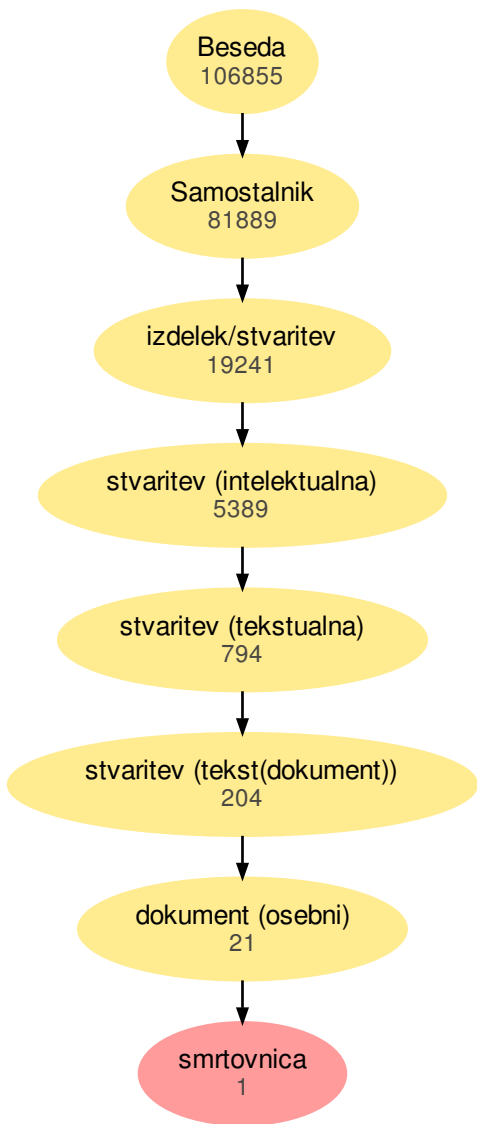 Beseda
106855
Samostalnik
81889
izdelek/stvaritev
19241
stvaritev (intelektualna)
5389
stvaritev (tekstualna)
794
stvaritev (tekst(dokument))
204
dokument (osebni)
21
smrtovnica
1